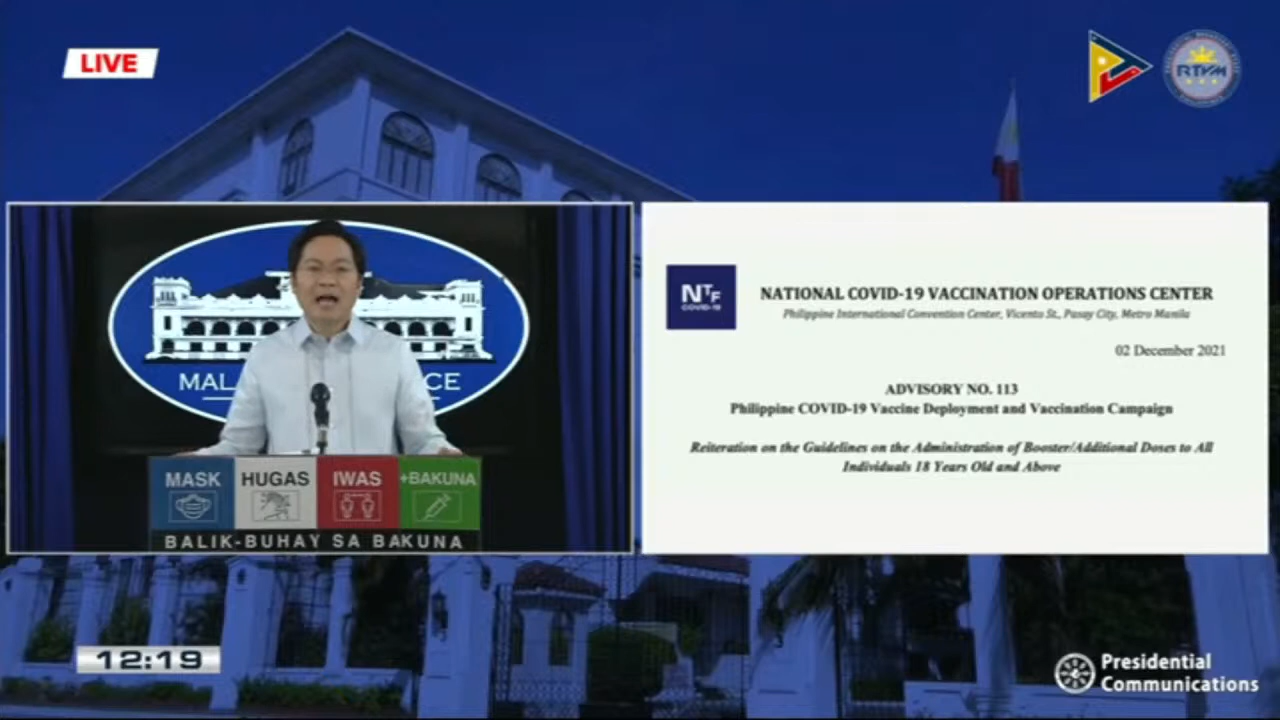 LIVE
RTVM
MAL CE
MASK HUGAS IWAS +BAKUNA
BALIK-BUHAY SA BAKUNA
NTF
COVID-19
NATIONAL COVID-19 VACCINATION OPERATIONS CENTER
Philippine International Convention Center, Vicenta St., Pasay City, Metro Manila
02 December 2021
ADVISORY NO. 113
Philippine COVID-19 Vaccine Deployment and Vaccination Campaign
Reiteration on the Guidelines on the Administration of Booster/Additional Doses to All
Individuals 18 Years Old and Above
12:19
Presidential
Communications